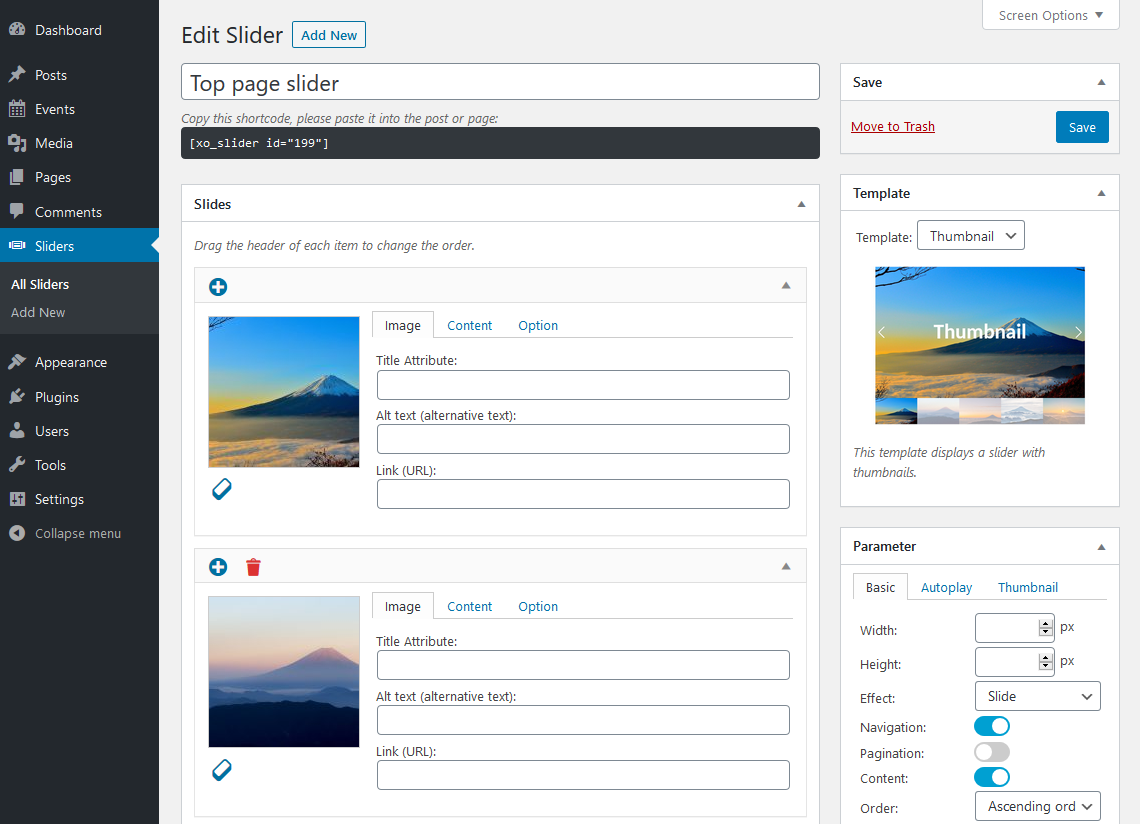 Dashboard
Posts
Events
Media
Pages
Comments
Sliders
All Sliders
Add New
Appearance
Plugins
Users
Tools
Settings
Collapse menu
Screen Options
Edit Slider
Add New
Top page slider
Copy this shortcode, please paste it into the post or page:
[xo_slider id="199"]
Slides
Drag the header of each item to change the order.
Image Content Option
Title Attribute:
Alt text (alternative text):
Link (URL):
Image Content Option
Title Attribute:
Alt text (alternative text):
Link (URL):
Save
Move to Trash
Save
Template
Template: Thumbnail
Thumbnail
This template displays a slider with
thumbnails.
Parameter
Basic Autoplay Thumbnail
Width: px
Height: px
Effect: Slide
Navigation:
Pagination:
Content:
Order: Ascending ord